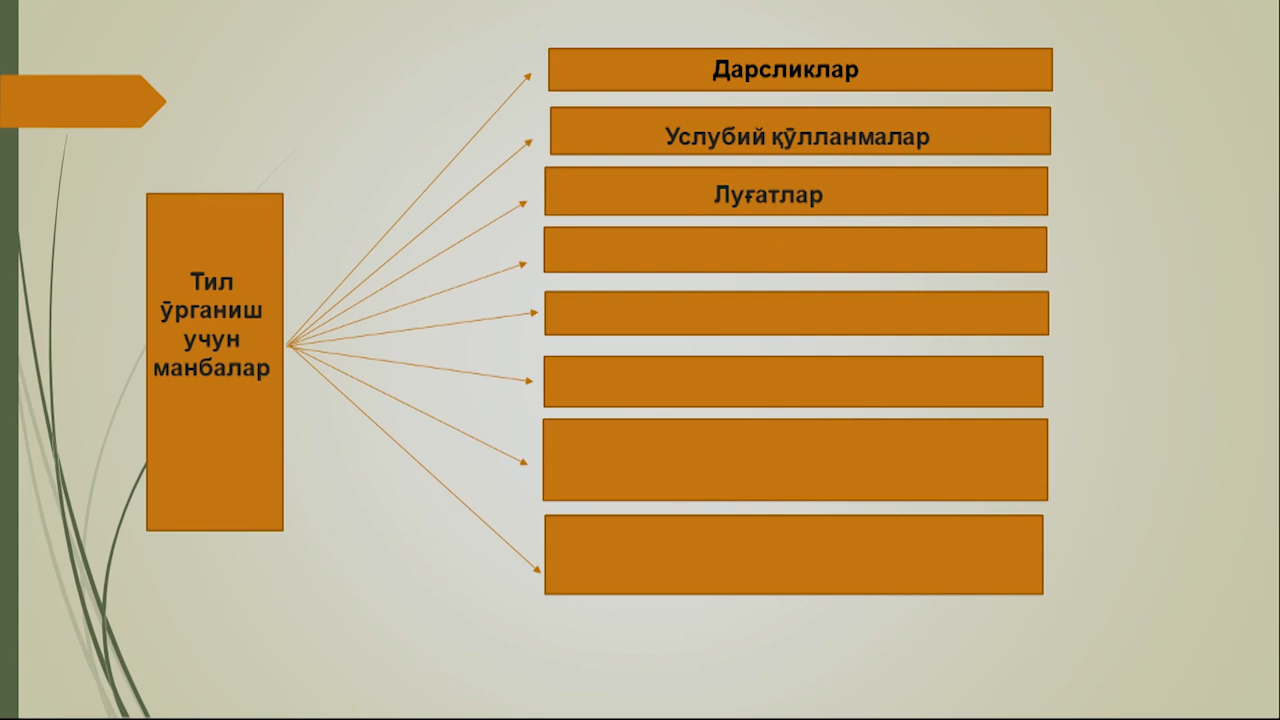 Дарсликлар
Услубий қўлланмалар
Луғатлар
Тил
ўрганиш
учун
манбалар